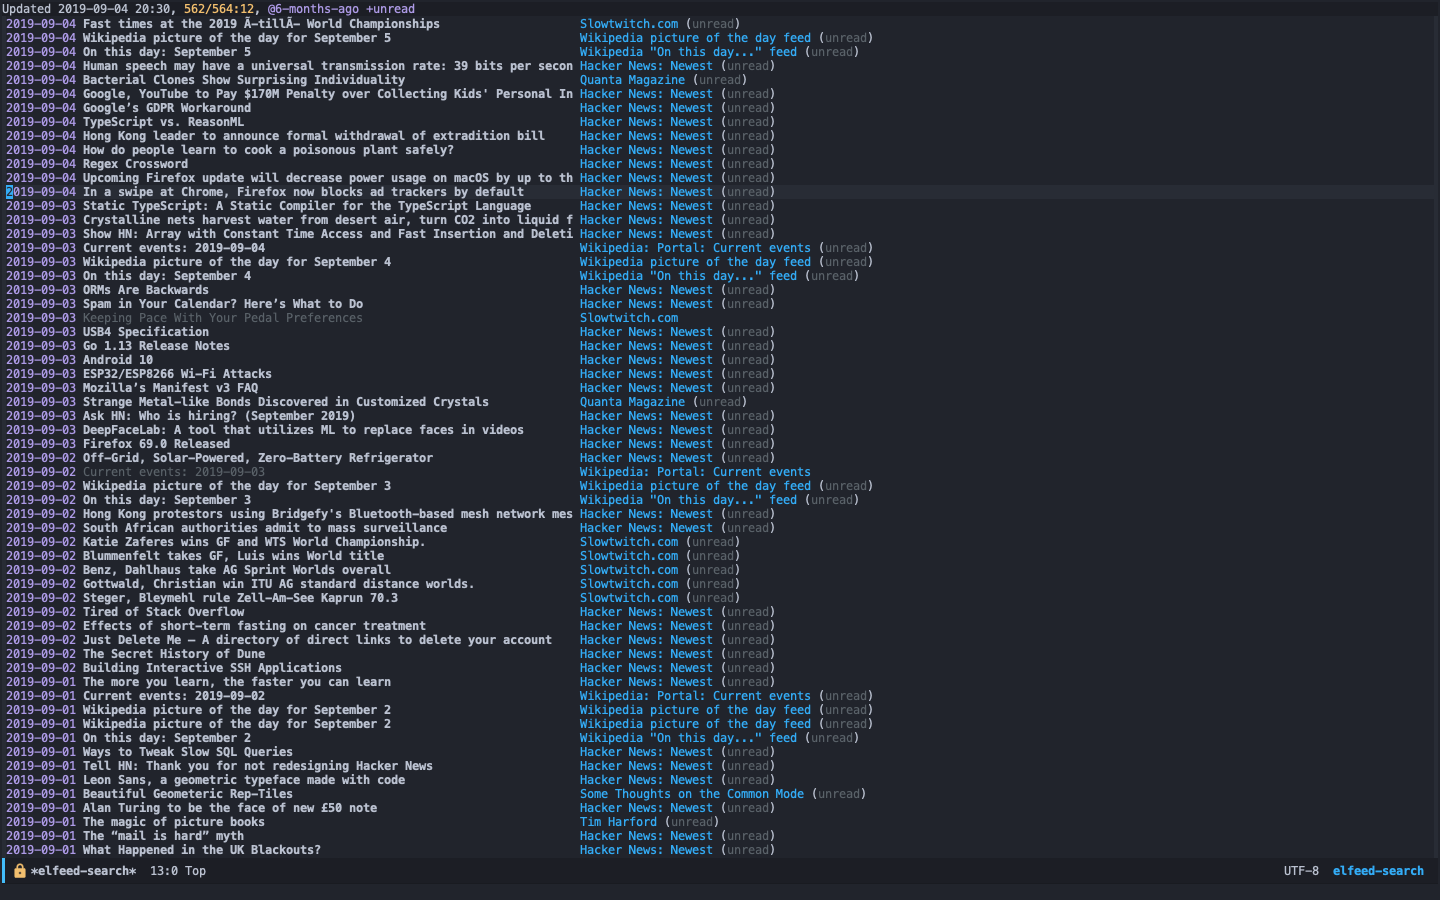 Updated 2019-09-04 20:30, 562/564:12, @6-months-ago +unread
2019-09-04 Fast times at the 2019 Ã-tillÃ- World Championships Slowtwitch.com (unread)
2019-09-04 Wikipedia picture of the day for September 5 Wikipedia picture of the day feed (unread)
2019-09-04 On this day: September 5 Wikipedia "On this day..." feed (unread)
2019-09-04 Human speech may have a universal transmission rate: 39 bits per secon Hacker News: Newest (unread)
2019-09-04 Bacterial Clones Show Surprising Individuality Quanta Magazine (unread)
2019-09-04 Google, YouTube to Pay $170M Penalty over Collecting Kids' Personal In Hacker News: Newest (unread)
2019-09-04 Google’s GDPR Workaround Hacker News: Newest (unread)
2019-09-04 TypeScript vs. ReasonML Hacker News: Newest (unread)
2019-09-04 Hong Kong leader to announce formal withdrawal of extradition bill Hacker News: Newest (unread)
2019-09-04 How do people learn to cook a poisonous plant safely? Hacker News: Newest (unread)
2019-09-04 Regex Crossword Hacker News: Newest (unread)
2019-09-04 Upcoming Firefox update will decrease power usage on macOS by up to th Hacker News: Newest (unread)
2019-09-04 In a swipe at Chrome, Firefox now blocks ad trackers by default Hacker News: Newest (unread)
2019-09-03 Static TypeScript: A Static Compiler for the TypeScript Language Hacker News: Newest (unread)
2019-09-03 Crystalline nets harvest water from desert air, turn CO2 into liquid f Hacker News: Newest (unread)
2019-09-03 Show HN: Array with Constant Time Access and Fast Insertion and Deleti Hacker News: Newest (unread)
2019-09-03 Current events: 2019-09-04 Wikipedia: Portal: Current events (unread)
2019-09-03 Wikipedia picture of the day for September 4 Wikipedia picture of the day feed (unread)
2019-09-03 On this day: September 4 Wikipedia "On this day..." feed (unread)
2019-09-03 ORMs Are Backwards Hacker News: Newest (unread)
2019-09-03 Spam in Your Calendar? Here’s What to Do Hacker News: Newest (unread)
2019-09-03 Keeping Pace With Your Pedal Preferences Slowtwitch.com
2019-09-03 USB4 Specification Hacker News: Newest (unread)
2019-09-03 Go 1.13 Release Notes Hacker News: Newest (unread)
2019-09-03 Android 10 Hacker News: Newest (unread)
2019-09-03 ESP32/ESP8266 Wi-Fi Attacks Hacker News: Newest (unread)
2019-09-03 Mozilla’s Manifest v3 FAQ Hacker News: Newest (unread)
2019-09-03 Strange Metal-like Bonds Discovered in Customized Crystals Quanta Magazine (unread)
2019-09-03 Ask HN: Who is hiring? (September 2019) Hacker News: Newest (unread)
2019-09-03 DeepFaceLab: A tool that utilizes ML to replace faces in videos Hacker News: Newest (unread)
2019-09-03 Firefox 69.0 Released Hacker News: Newest (unread)
2019-09-02 Off-Grid, Solar-Powered, Zero-Battery Refrigerator Hacker News: Newest (unread)
2019-09-02 Current events: 2019-09-03 Wikipedia: Portal: Current events
2019-09-02 Wikipedia picture of the day for September 3 Wikipedia picture of the day feed (unread)
2019-09-02 On this day: September 3 Wikipedia "On this day..." feed (unread)
2019-09-02 Hong Kong protestors using Bridgefy's Bluetooth-based mesh network mes Hacker News: Newest (unread)
2019-09-02 South African authorities admit to mass surveillance Hacker News: Newest (unread)
2019-09-02 Katie Zaferes wins GF and WTS World Championship. Slowtwitch.com (unread)
2019-09-02 Blummenfelt takes GF, Luis wins World title Slowtwitch.com (unread)
2019-09-02 Benz, Dahlhaus take AG Sprint Worlds overall Slowtwitch.com (unread)
2019-09-02 Gottwald, Christian win ITU AG standard distance worlds. Slowtwitch.com (unread)
2019-09-02 Steger, Bleymehl rule Zell-Am-See Kaprun 70.3 Slowtwitch.com (unread)
2019-09-02 Tired of Stack Overflow Hacker News: Newest (unread)
2019-09-02 Effects of short-term fasting on cancer treatment Hacker News: Newest (unread)
2019-09-02 Just Delete Me – A directory of direct links to delete your account Hacker News: Newest (unread)
2019-09-02 The Secret History of Dune Hacker News: Newest (unread)
2019-09-02 Building Interactive SSH Applications Hacker News: Newest (unread)
2019-09-01 The more you learn, the faster you can learn Hacker News: Newest (unread)
2019-09-01 Current events: 2019-09-02 Wikipedia: Portal: Current events (unread)
2019-09-01 Wikipedia picture of the day for September 2 Wikipedia picture of the day feed (unread)
2019-09-01 Wikipedia picture of the day for September 2 Wikipedia picture of the day feed (unread)
2019-09-01 On this day: September 2 Wikipedia "On this day..." feed (unread)
2019-09-01 Ways to Tweak Slow SQL Queries Hacker News: Newest (unread)
2019-09-01 Tell HN: Thank you for not redesigning Hacker News Hacker News: Newest (unread)
2019-09-01 Leon Sans, a geometric typeface made with code Hacker News: Newest (unread)
2019-09-01 Beautiful Geometeric Rep-Tiles Some Thoughts on the Common Mode (unread)
2019-09-01 Alan Turing to be the face of new £50 note Hacker News: Newest (unread)
2019-09-01 The magic of picture books Tim Harford (unread)
2019-09-01 The “mail is hard” myth Hacker News: Newest (unread)
2019-09-01 What Happened in the UK Blackouts? Hacker News: Newest (unread)
*elfeed-search* 13:0 Top UTF-8 elfeed-search